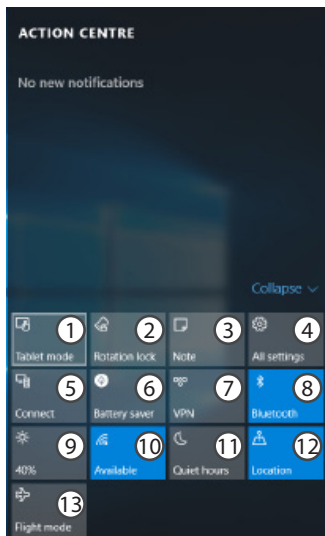 ACTION CENTRE
No new notifications
Collapse
1 2 3 4
Tablet mode Rotation lock Note All settings
5 6 7 8
Connect Battery saver VPN Bluetooth
9 10 11 12
40% Available Quiet hours Location
13
Flight mode